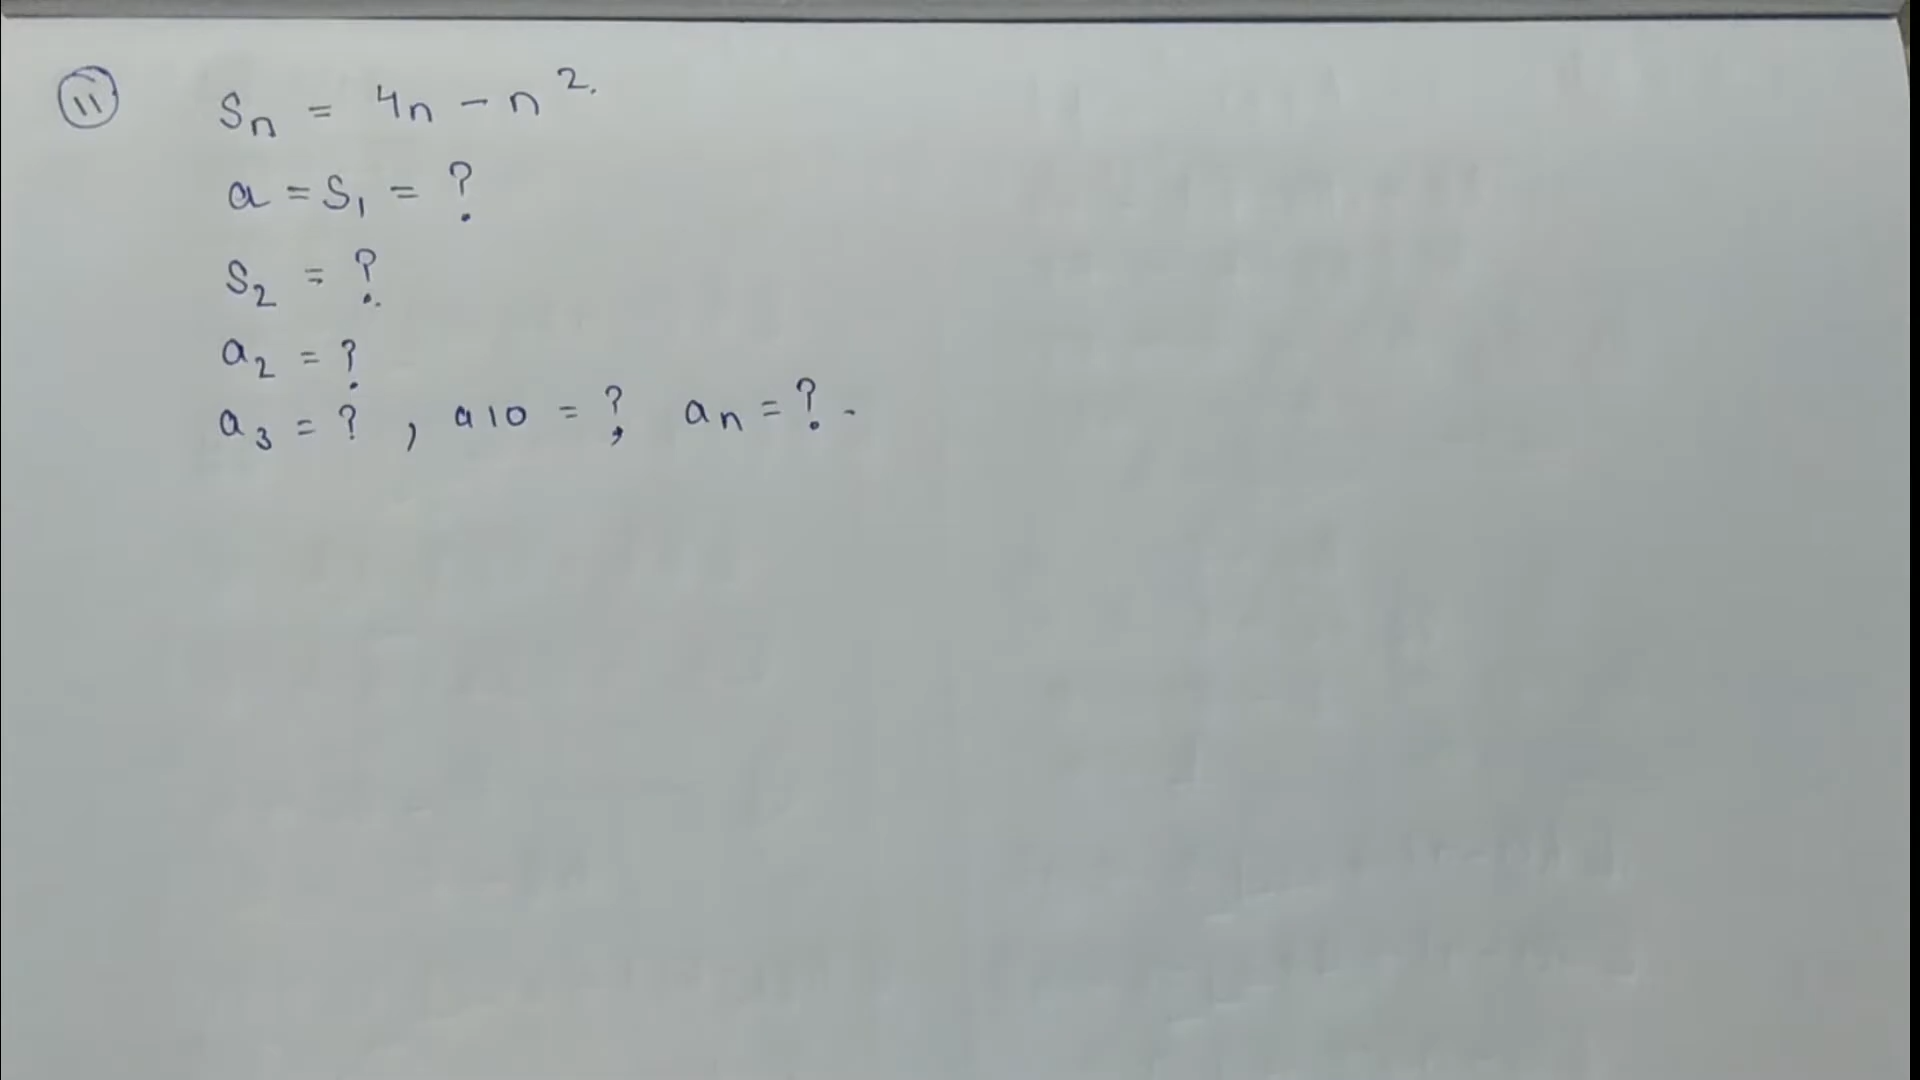 11 Sn = 4n - n².
a = S₁ = ?
S₂ = ?
a₂ = ?
a₃ = ? , a10 = ?, an = ?.